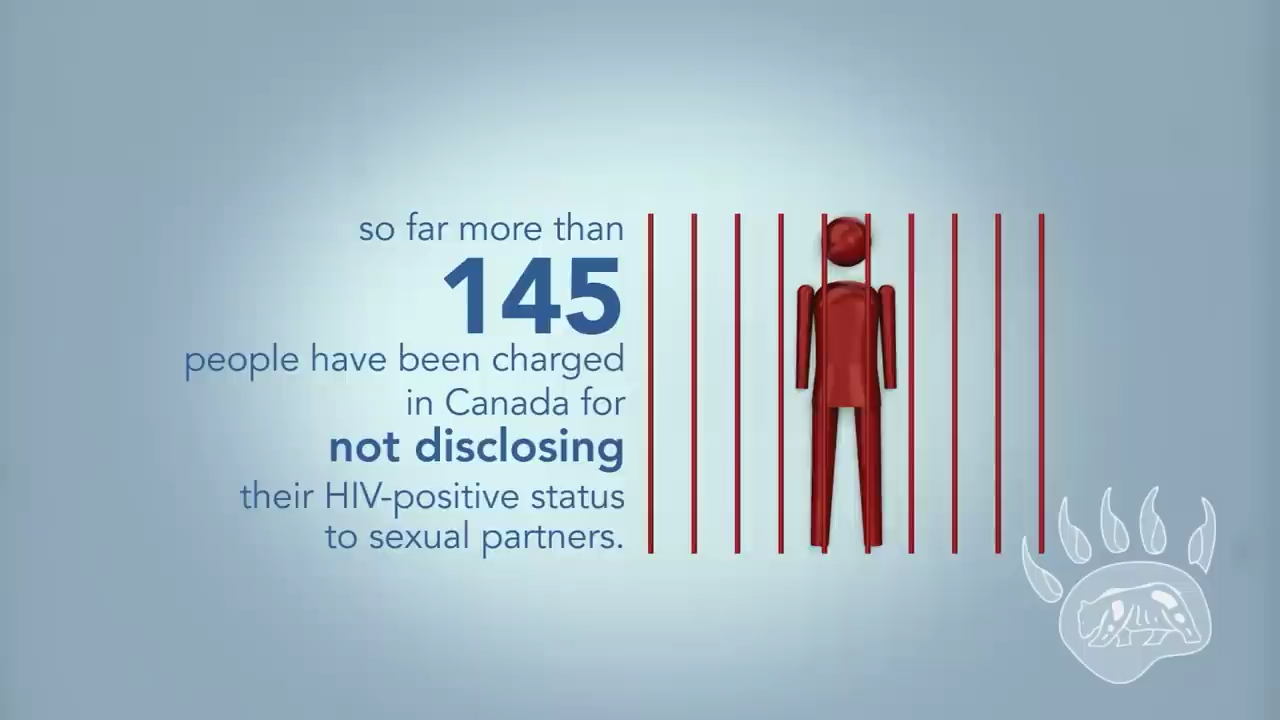 so far more than
145
people have been charged
in Canada for
not disclosing
their HIV-positive status
to sexual partners.